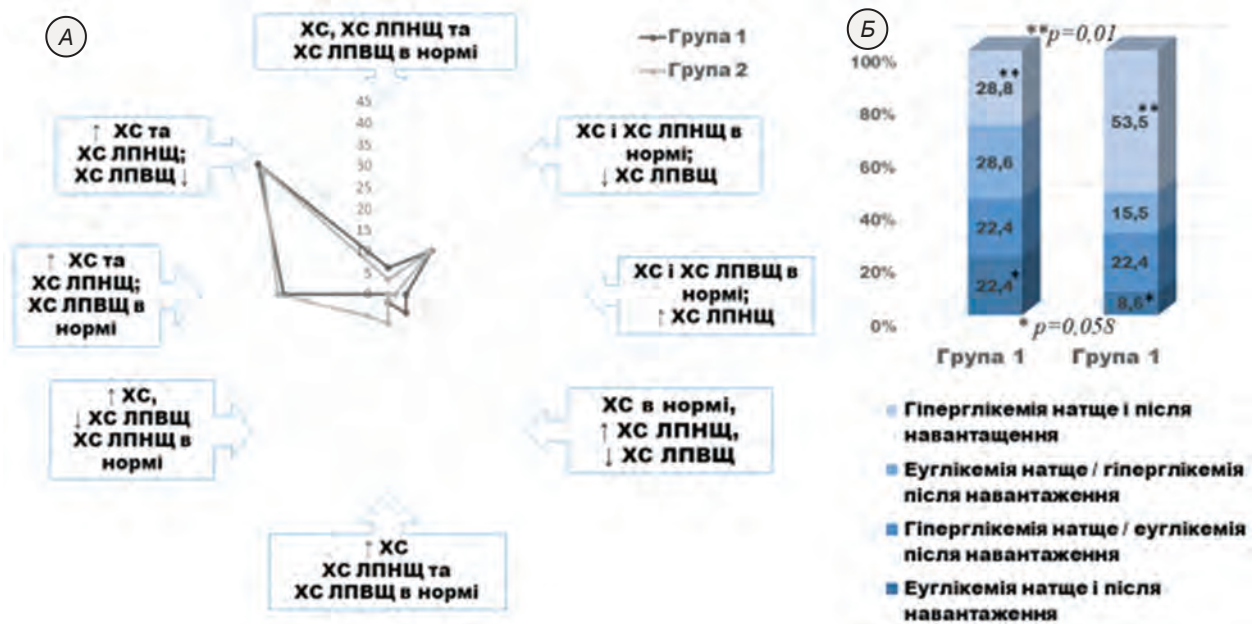 А
ХС, ХС ЛПНЩ та
ХС ЛПВЩ в нормі
Група 1
Група 2
↑ ХС та
ХС ЛПНЩ;
ХС ЛПВЩ ↓
45
40
35
30
25
20
15
10
5
0
ХС і ХС ЛПНЩ в
нормі;
↓ ХС ЛПВЩ
↑ ХС та
ХС ЛПНЩ;
ХС ЛПВЩ в
нормі
ХС і ХС ЛПВЩ в
нормі;
↑ ХС ЛПНЩ
↑ ХС,
↓ ХС ЛПВЩ
ХС ЛПНЩ в
нормі
ХС в нормі,
↑ ХС ЛПНЩ,
↓ ХС ЛПВЩ
↑ ХС
ХС ЛПНЩ та
ХС ЛПВЩ в нормі
Б
**p=0,01
100%
80%
60%
40%
20%
0%
28,8**
28,6
22,4
22,4*
53,5**
15,5
22,4
8,6*
* p=0,058
Група 1 Група 1
Гіперглікемія натще і після
навантащення
Еуглікемія натще / гіперглікемія
після навантаження
Гіперглікемія натще / еуглікемія
після навантаження
Еуглікемія натще і після
навантаження